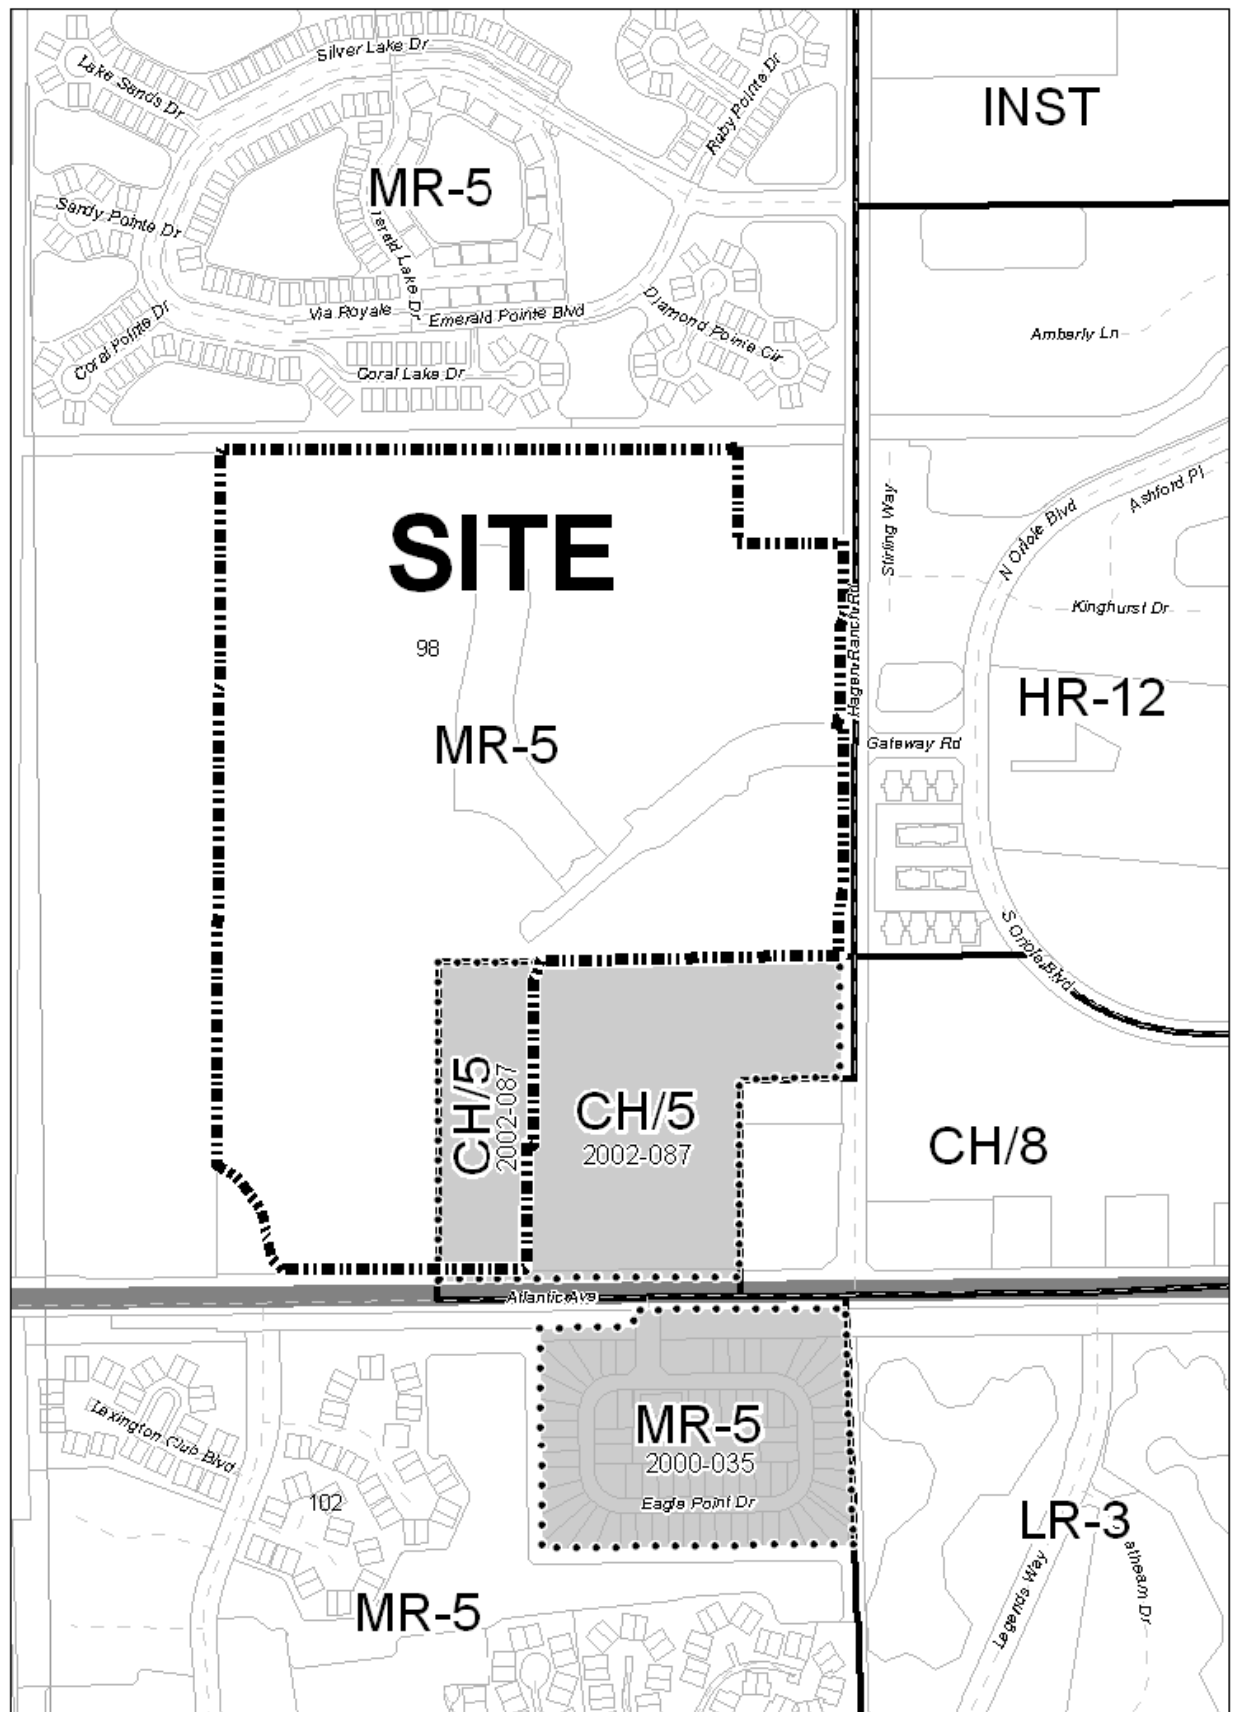 Silver Lake Dr
Lake Sands Dr
Ruby Pointe Dr
INST
MR-5
Sandy Pointe Dr
erald Lake Dr
Diamond Pointe Cir
Via Royale
Emerald Pointe Blvd
Coral Pointe Dr
Amberly Ln
Coral Lake Dr
Ashford Pl
N Oriole Blvd
Stirling Way
SITE
Hagen Ranch Rd
Kinghurst Dr
98
HR-12
MR-5
Gateway Rd
S Oriole Blvd
CH/5
2002-087
CH/5
2002-087
CH/8
Atlantic Ave
MR-5
2000-035
Eagle Point Dr
Lexington Club Blvd
102
LR-3
atheam Dr
Legends Way
MR-5